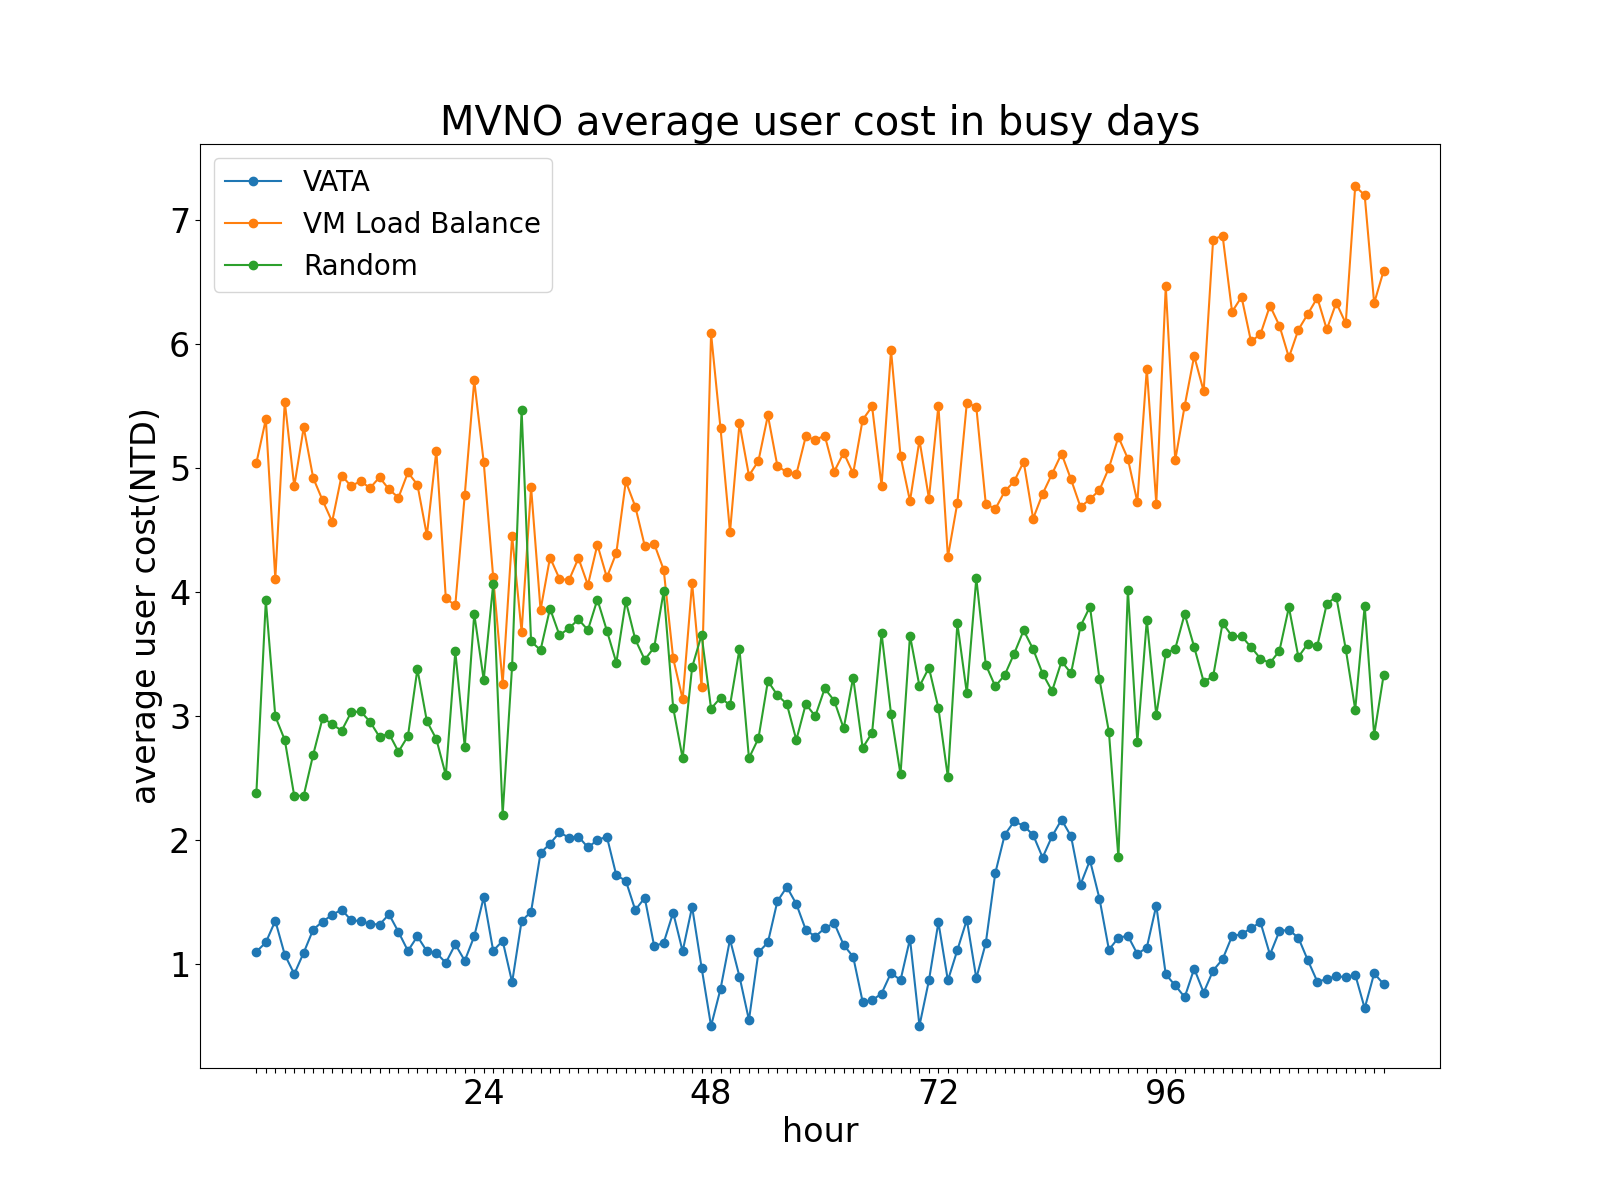 MVNO average user cost in busy days
VATA
VM Load Balance
Random
7
6
5
4
3
2
1
average user cost(NTD)
24 48 72 96
hour